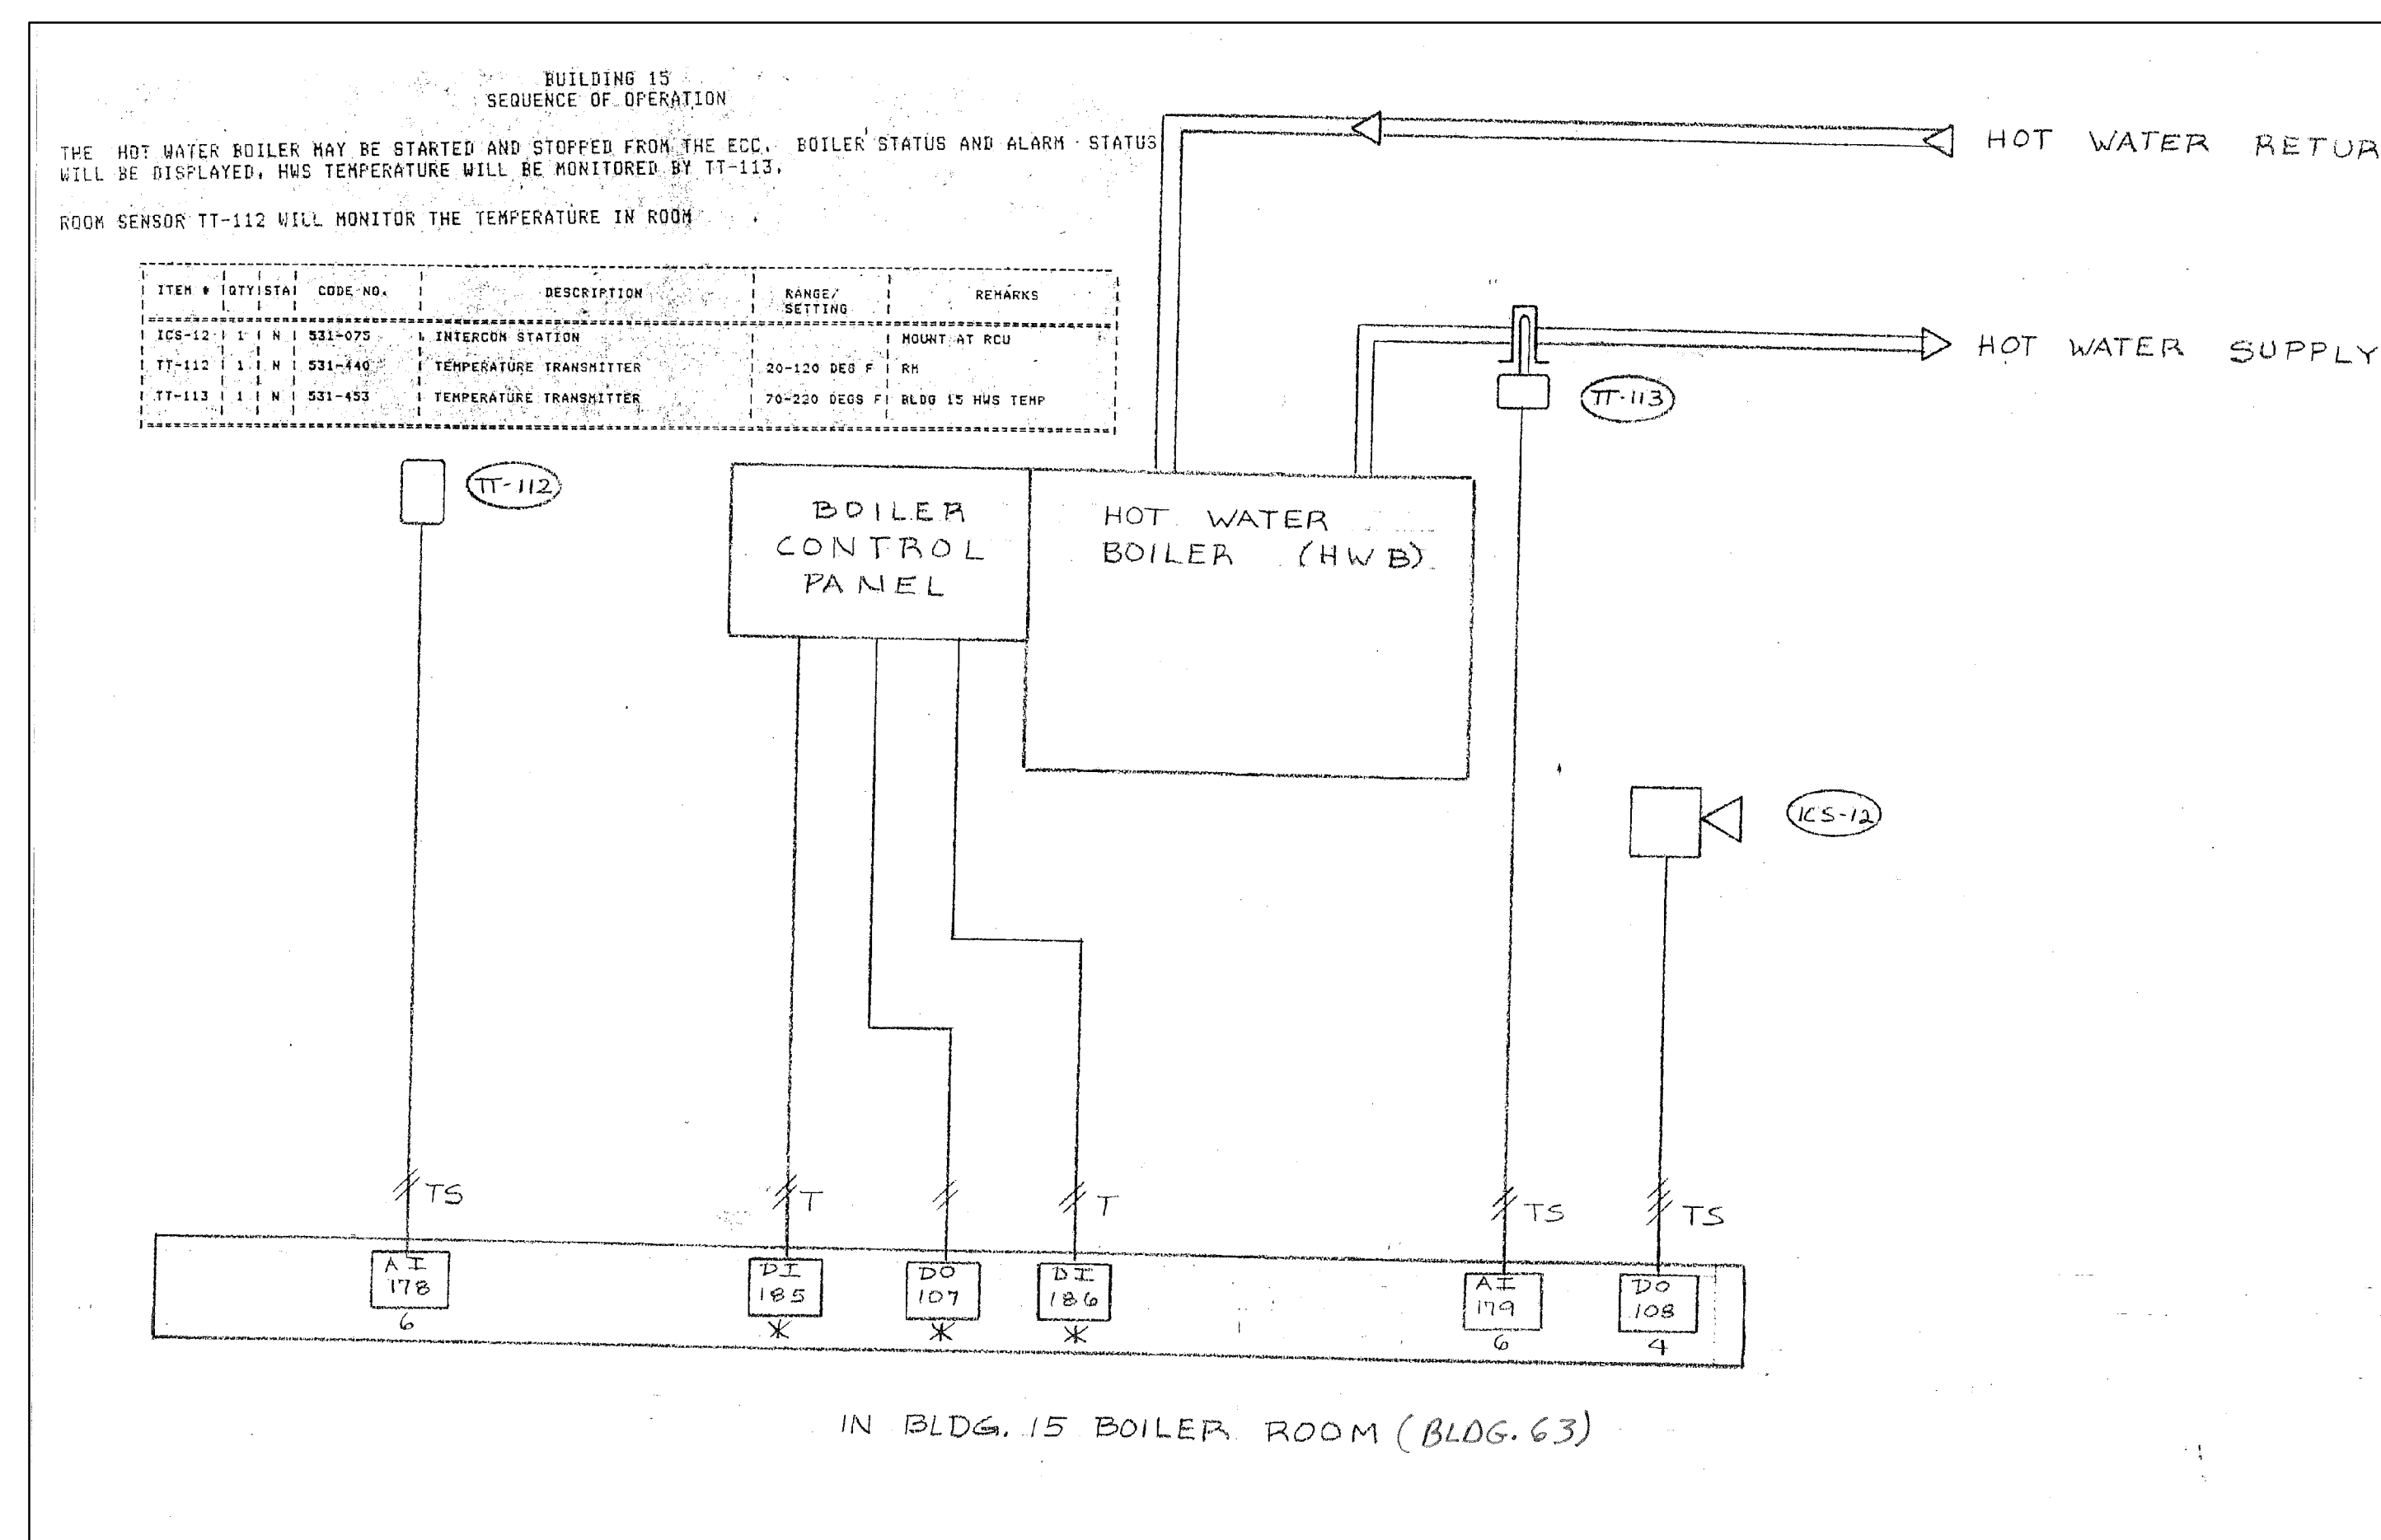 BUILDING 15
SEQUENCE OF OPERATION
THE HOT WATER BOILER MAY BE STARTED AND STOPPED FROM THE ECC. BOILER STATUS AND ALARM STATUS
WILL BE DISPLAYED. HWS TEMPERATURE WILL BE MONITORED BY TT-113.
ROOM SENSOR TT-112 WILL MONITOR THE TEMPERATURE IN ROOM .
ITEM # QTY STA CODE NO. DESCRIPTION RANGE/ REMARKS
SETTING
ICS-12 1 N 531-075 INTERCOM STATION MOUNT AT RCU
TT-112 1 N 531-440 TEMPERATURE TRANSMITTER 20-120 DEG F RM
TT-113 1 N 531-453 TEMPERATURE TRANSMITTER 70-220 DEGS F BLDG 15 HWS TEMP
HOT WATER RETUR
HOT WATER SUPPLY
TT-113
TT-112
BOILER
CONTROL
PANEL
HOT WATER
BOILER (HWB)
ICS-12
TS
T
T
TS
TS
AI
178
6
DI
185
*
DO
107
*
DI
186
*
AI
179
6
DO
108
4
IN BLDG. 15 BOILER ROOM (BLDG. 63)